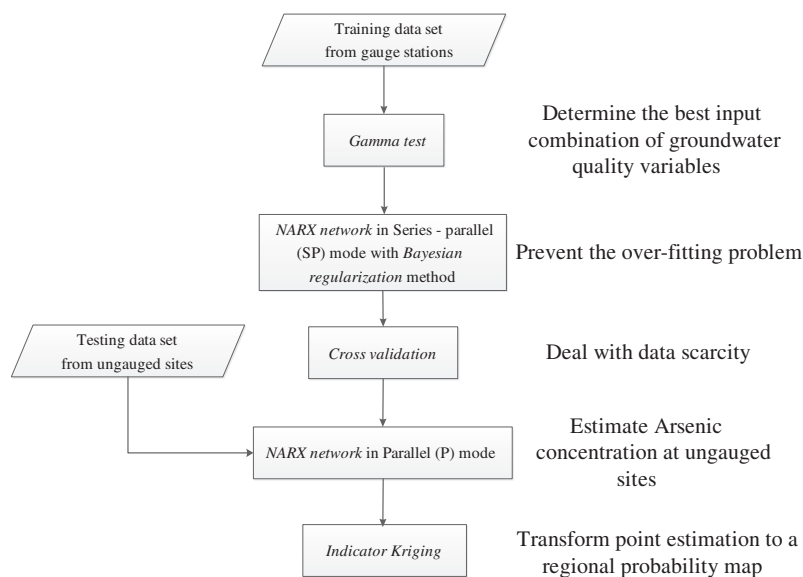 Training data set
from gauge stations
Gamma test
Determine the best input
combination of groundwater
quality variables
NARX network in Series - parallel
(SP) mode with Bayesian
regularization method
Prevent the over-fitting problem
Testing data set
from ungauged sites
Cross validation
Deal with data scarcity
NARX network in Parallel (P) mode
Estimate Arsenic
concentration at ungauged
sites
Indicator Kriging
Transform point estimation to a
regional probability map